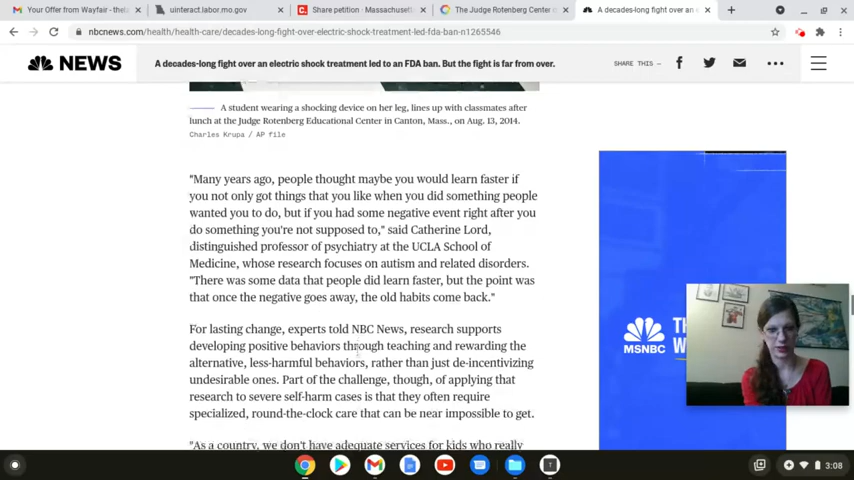 Your Offer from Wayfair - thela
uinteract.labor.mo.gov
Share petition · Massachusett
The Judge Rotenberg Center o
A decades-long fight over an e
nbcnews.com/health/health-care/decades-long-fight-over-electric-shock-treatment-led-fda-ban-n1265546
NEWS
A decades-long fight over an electric shock treatment led to an FDA ban. But the fight is far from over.
SHARE THIS —
A student wearing a shocking device on her leg, lines up with classmates after
lunch at the Judge Rotenberg Educational Center in Canton, Mass., on Aug. 13, 2014.
Charles Krupa / AP file
"Many years ago, people thought maybe you would learn faster if
you not only got things that you like when you did something people
wanted you to do, but if you had some negative event right after you
do something you're not supposed to," said Catherine Lord,
distinguished professor of psychiatry at the UCLA School of
Medicine, whose research focuses on autism and related disorders.
"There was some data that people did learn faster, but the point was
that once the negative goes away, the old habits come back."
For lasting change, experts told NBC News, research supports
developing positive behaviors through teaching and rewarding the
alternative, less-harmful behaviors, rather than just de-incentivizing
undesirable ones. Part of the challenge, though, of applying that
research to severe self-harm cases is that they often require
specialized, round-the-clock care that can be near impossible to get.
"As a country, we don't have adequate services for kids who really
MSNBC
TH
W
3:08